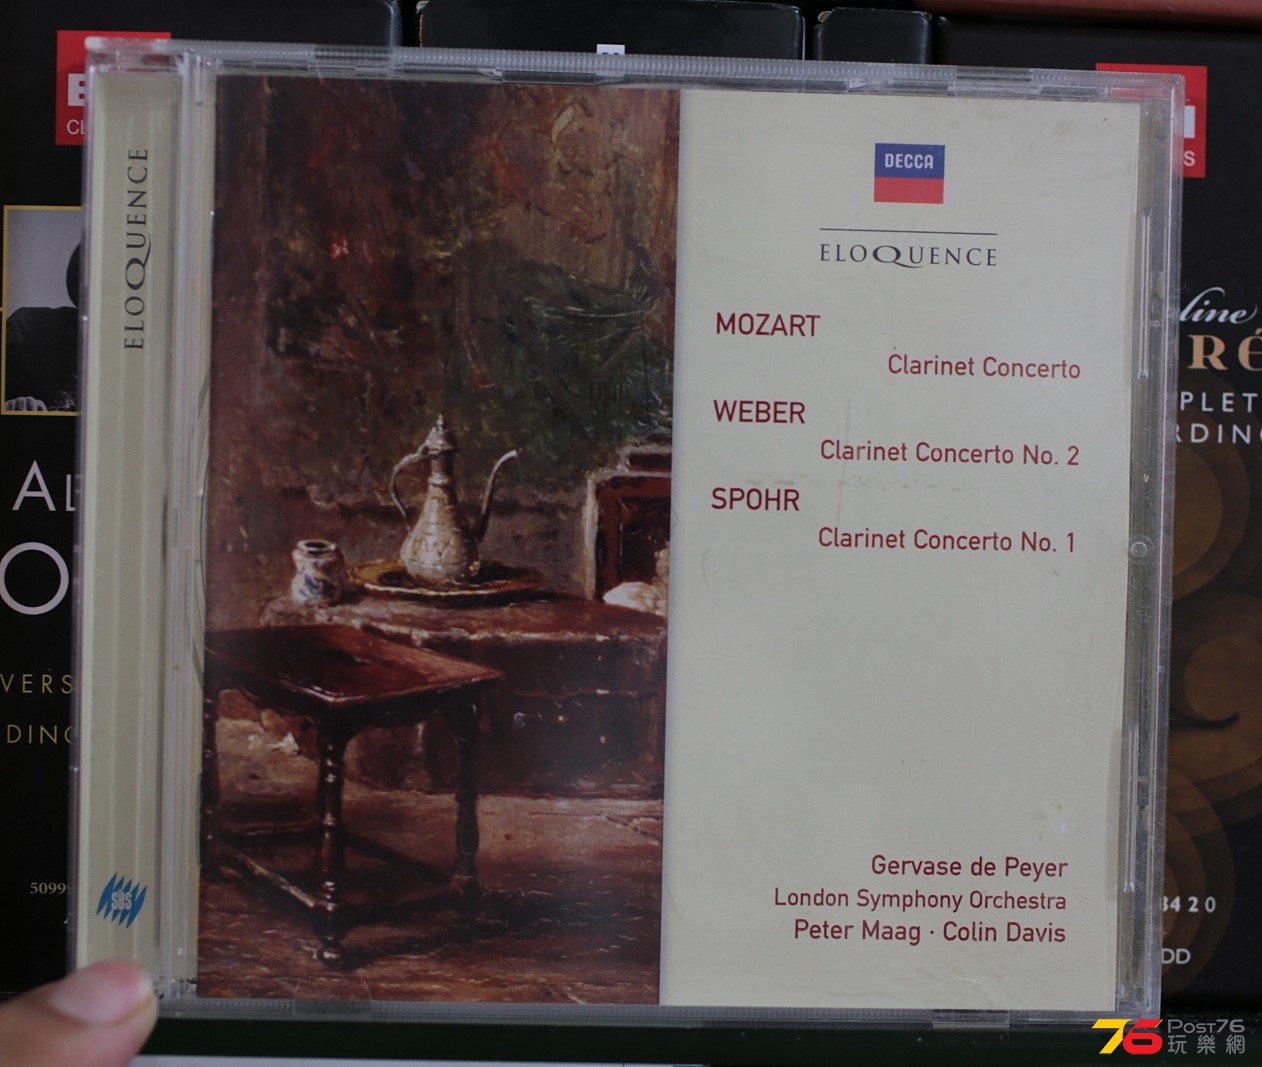 ELOQUENCE
SBS
DECCA
ELOQUENCE
MOZART
Clarinet Concerto
WEBER
Clarinet Concerto No. 2
SPOHR
Clarinet Concerto No. 1
Gervase de Peyer
London Symphony Orchestra
Peter Maag · Colin Davis
Post76
玩樂網